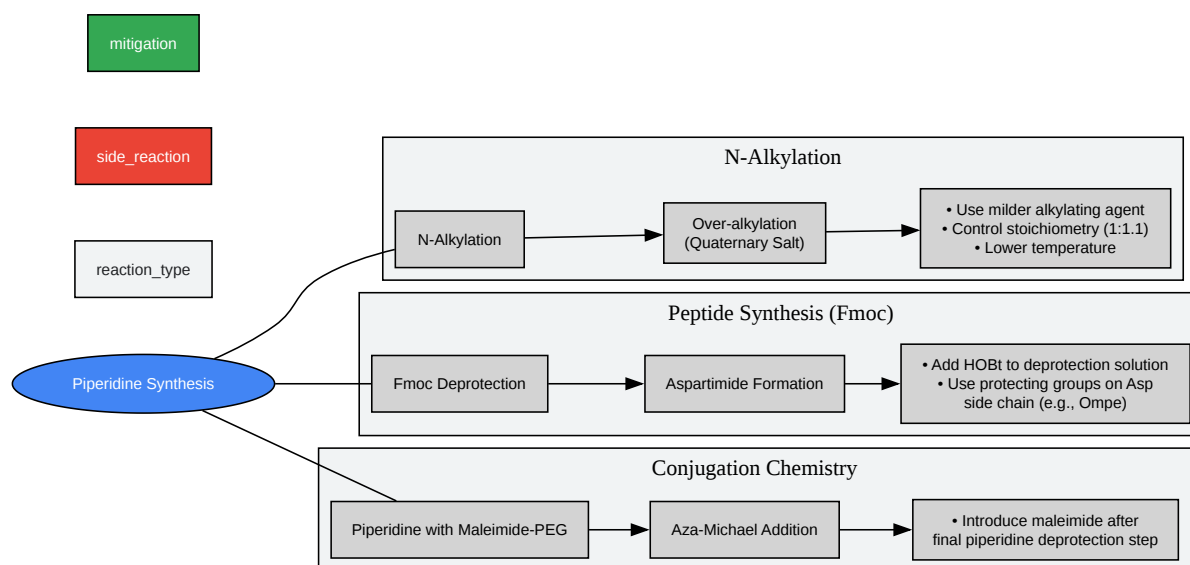 mitigation
side_reaction
reaction_type
Piperidine Synthesis
N-Alkylation
N-Alkylation
Over-alkylation
(Quaternary Salt)
• Use milder alkylating agent
• Control stoichiometry (1:1.1)
• Lower temperature
Peptide Synthesis (Fmoc)
Fmoc Deprotection
Aspartimide Formation
• Add HOBt to deprotection solution
• Use protecting groups on Asp
side chain (e.g., Ompe)
Conjugation Chemistry
Piperidine with Maleimide-PEG
Aza-Michael Addition
• Introduce maleimide after
final piperidine deprotection step